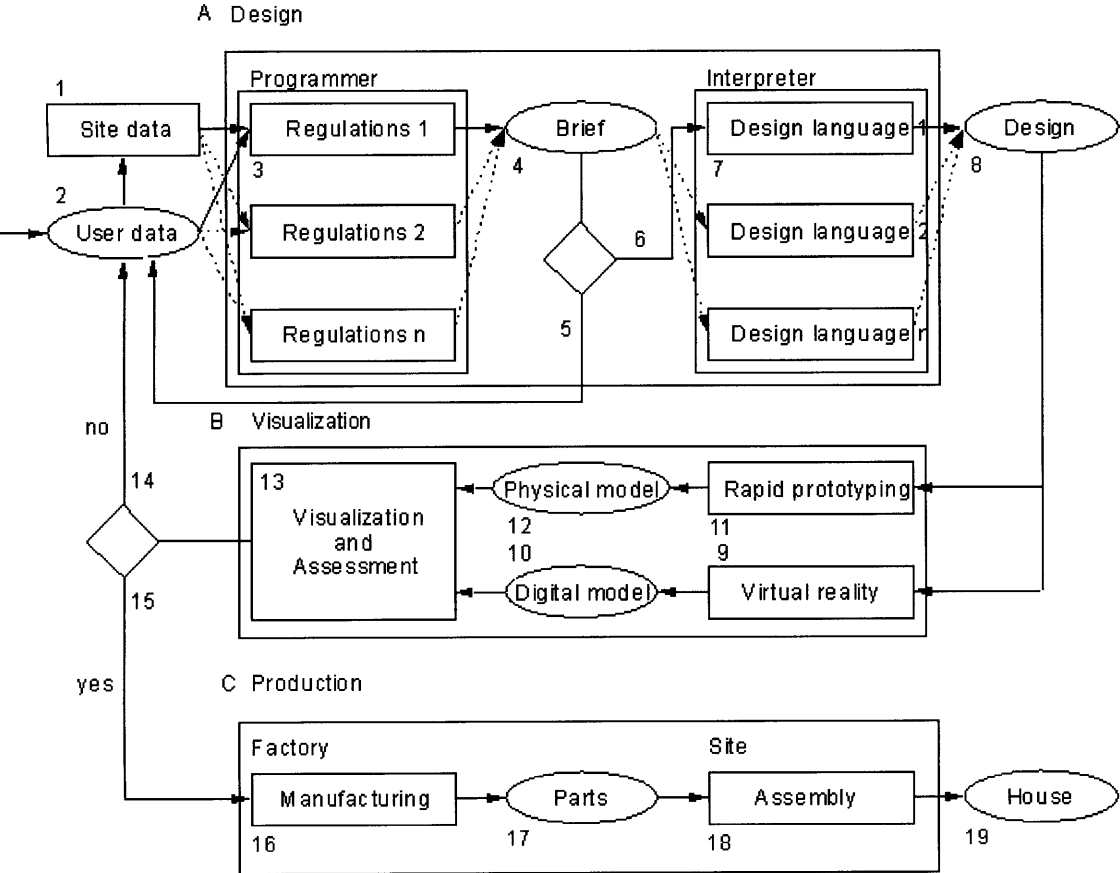 A Design
Programmer
Interpreter
1
Site data
Regulations 1
Brief
Design language 1
Design
3
4
7
8
2
User data
Regulations 2
6
Design language 2
5
Regulations n
Design language n
no
B Visualization
14
13
Visualization
and
Assessment
Physical model
Rapid prototyping
12
11
10
9
Digital model
Virtual reality
15
yes
C Production
Factory
Site
Manufacturing
Parts
Assembly
House
16
17
18
19